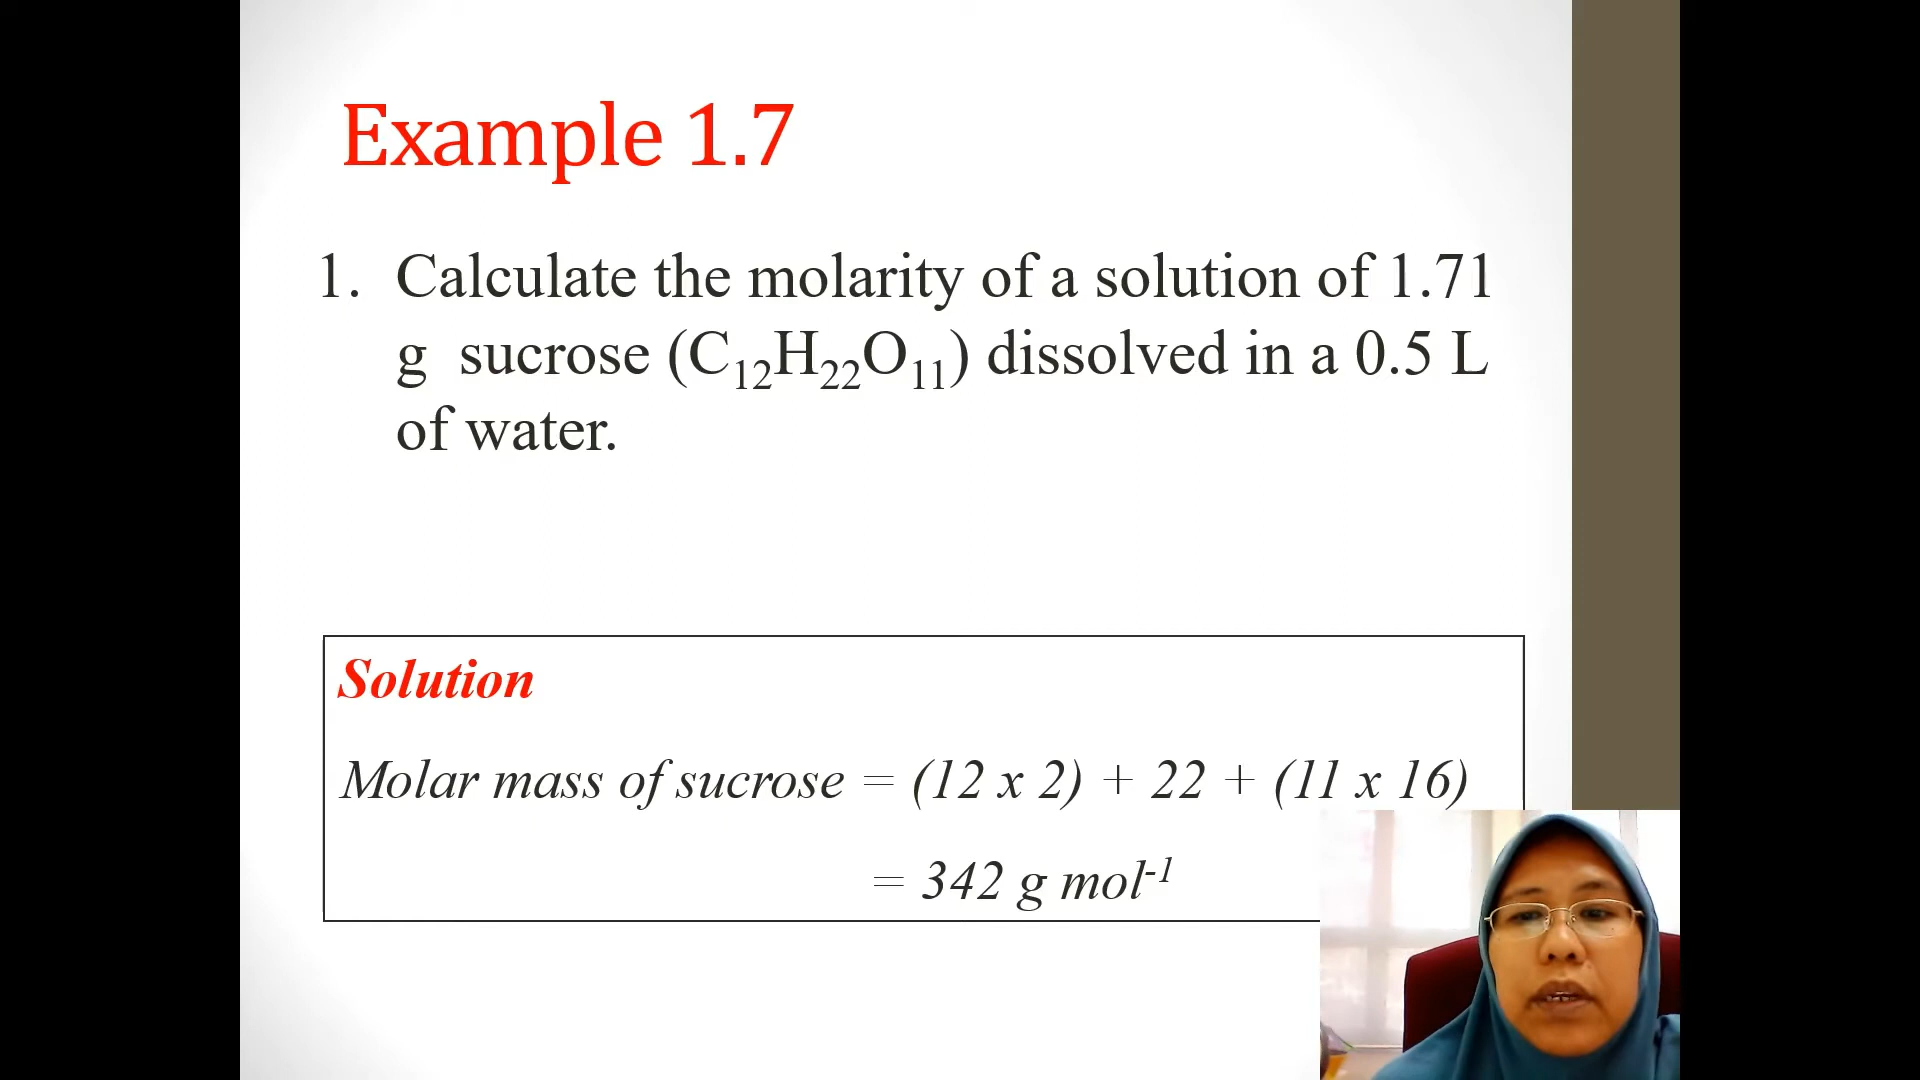 Example 1.7
1. Calculate the molarity of a solution of 1.71
g sucrose (C₁₂H₂₂O₁₁) dissolved in a 0.5 L
of water.
Solution
Molar mass of sucrose = (12 x 2) + 22 + (11 x 16)
= 342 g mol⁻¹